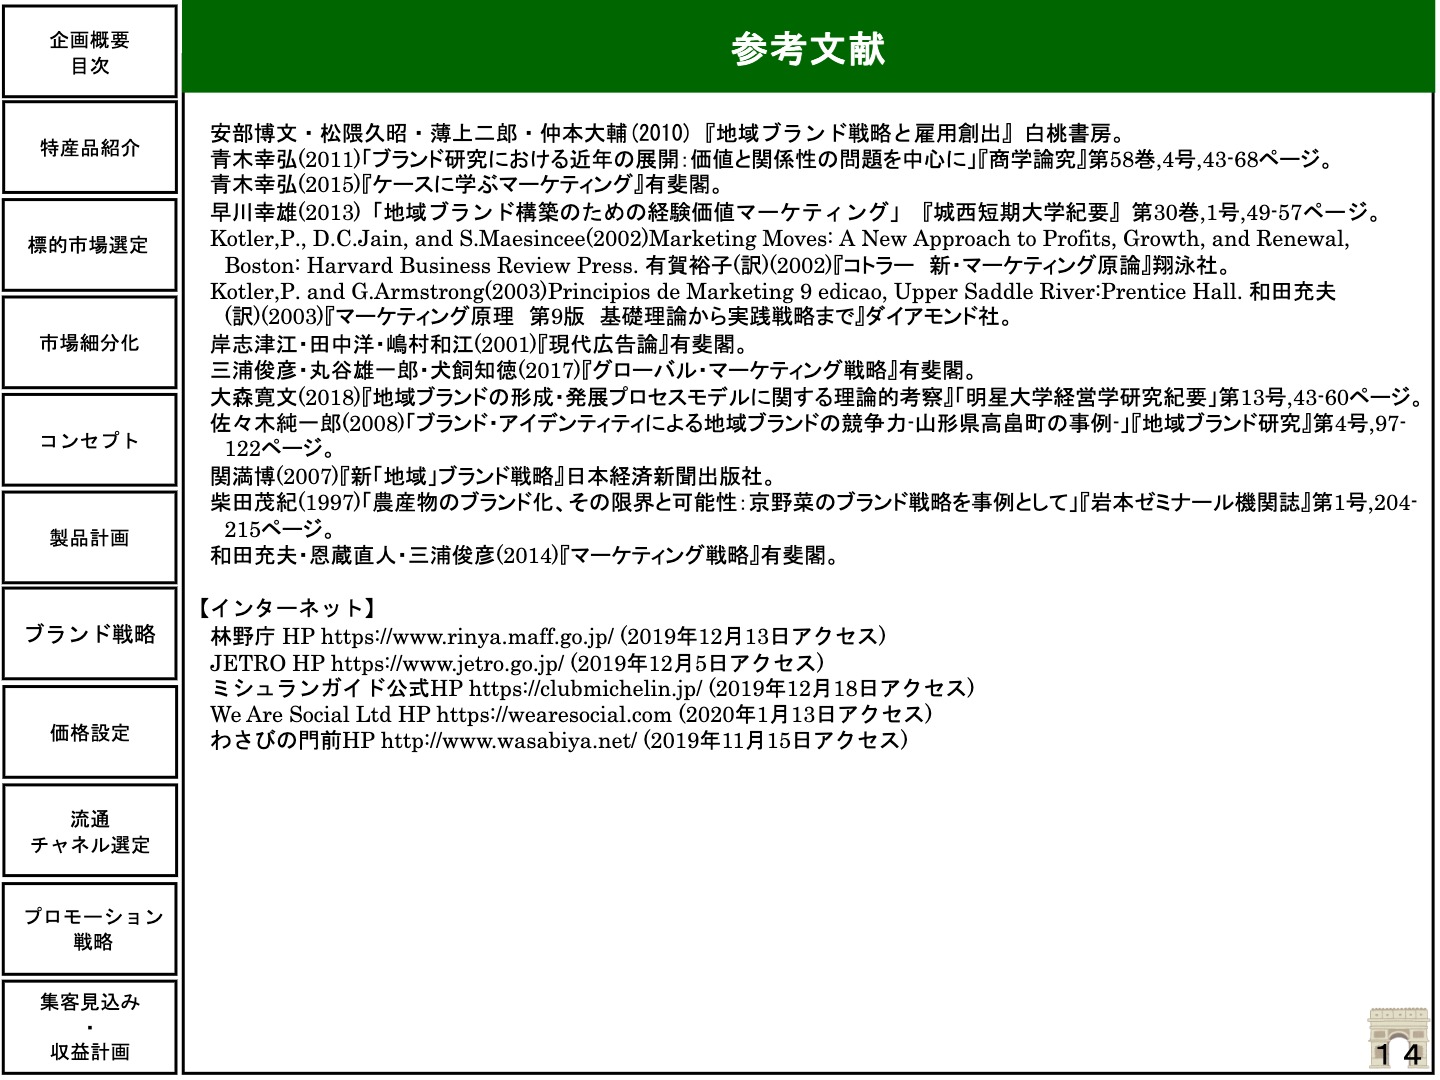 企画概要
目次
特産品紹介
標的市場選定
市場細分化
コンセプト
製品計画
ブランド戦略
価格設定
流通
チャネル選定
プロモーション
戦略
集客見込み
・
収益計画
参考文献
安部博文・松隈久昭・薄上二郎・仲本大輔(2010) 『地域ブランド戦略と雇用創出』 白桃書房。
青木幸弘(2011)「ブランド研究における近年の展開：価値と関係性の問題を中心に」『商学論究』第58巻,4号,43-68ページ。
青木幸弘(2015)『ケースに学ぶマーケティング』有斐閣。
早川幸雄(2013) 「地域ブランド構築のための経験価値マーケティング」 『城西短期大学紀要』 第30巻,1号,49-57ページ。
Kotler,P., D.C.Jain, and S.Maesincee(2002)Marketing Moves: A New Approach to Profits, Growth, and Renewal,
Boston: Harvard Business Review Press. 有賀裕子(訳)(2002)『コトラー　新・マーケティング原論』翔泳社。
Kotler,P. and G.Armstrong(2003)Principios de Marketing 9 edicao, Upper Saddle River:Prentice Hall. 和田充夫
(訳)(2003)『マーケティング原理　第9版　基礎理論から実践戦略まで』ダイアモンド社。
岸志津江・田中洋・嶋村和江(2001)『現代広告論』有斐閣。
三浦俊彦・丸谷雄一郎・犬飼知徳(2017)『グローバル・マーケティング戦略』有斐閣。
大森寛文(2018)『地域ブランドの形成・発展プロセスモデルに関する理論的考察』「明星大学経営学研究紀要」第13号,43-60ページ。
佐々木純一郎(2008)「ブランド・アイデンティティによる地域ブランドの競争力-山形県高畠町の事例-」『地域ブランド研究』第4号,97-
122ページ。
関満博(2007)『新「地域」ブランド戦略』日本経済新聞出版社。
柴田茂紀(1997)「農産物のブランド化、その限界と可能性：京野菜のブランド戦略を事例として」『岩本ゼミナール機関誌』第1号,204-
215ページ。
和田充夫・恩蔵直人・三浦俊彦(2014)『マーケティング戦略』有斐閣。
【インターネット】
林野庁 HP https://www.rinya.maff.go.jp/ (2019年12月13日アクセス)
JETRO HP https://www.jetro.go.jp/ (2019年12月5日アクセス)
ミシュランガイド公式HP https://clubmichelin.jp/ (2019年12月18日アクセス)
We Are Social Ltd HP https://wearesocial.com (2020年1月13日アクセス)
わさびの門前HP http://www.wasabiya.net/ (2019年11月15日アクセス)
１４